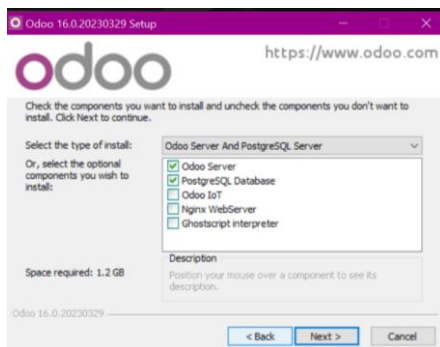 Odoo 16.0.20230329 Setup
odoo
https://www.odoo.com
Check the components you want to install and uncheck the components you don't want to
install. Click Next to continue.
Select the type of install:
Odoo Server And PostgreSQL Server
Or, select the optional
components you wish to
install:
Odoo Server
PostgreSQL Database
Odoo IoT
Nginx WebServer
Ghostscript interpreter
Space required: 1.2 GB
Description
Position your mouse over a component to see its
description.
Odoo 16.0.20230329
< Back
Next >
Cancel